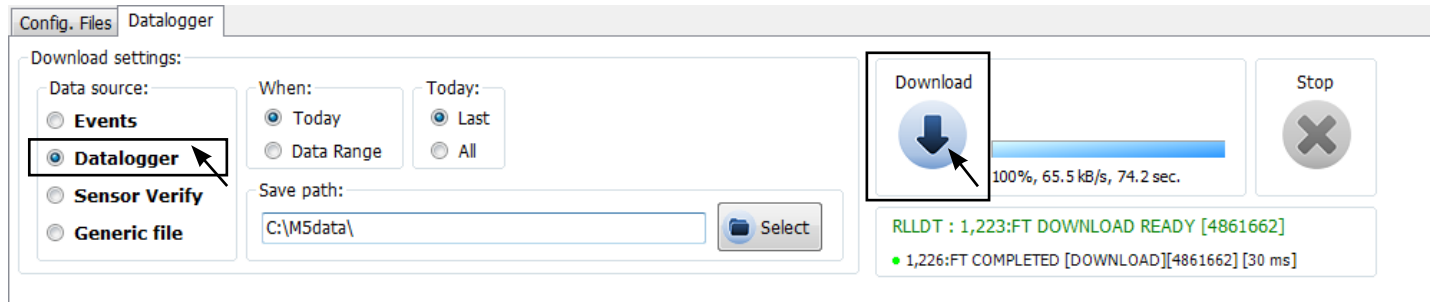 Config. Files Datalogger
Download settings:
Data source:
Events
Datalogger
Sensor Verify
Generic file
When:
Today
Data Range
Today:
Last
All
Save path:
C:\M5data\
Select
Download
100%, 65.5 kB/s, 74.2 sec.
Stop
RLLDT : 1,223:FT DOWNLOAD READY [4861662]
1,226:FT COMPLETED [DOWNLOAD][4861662] [30 ms]